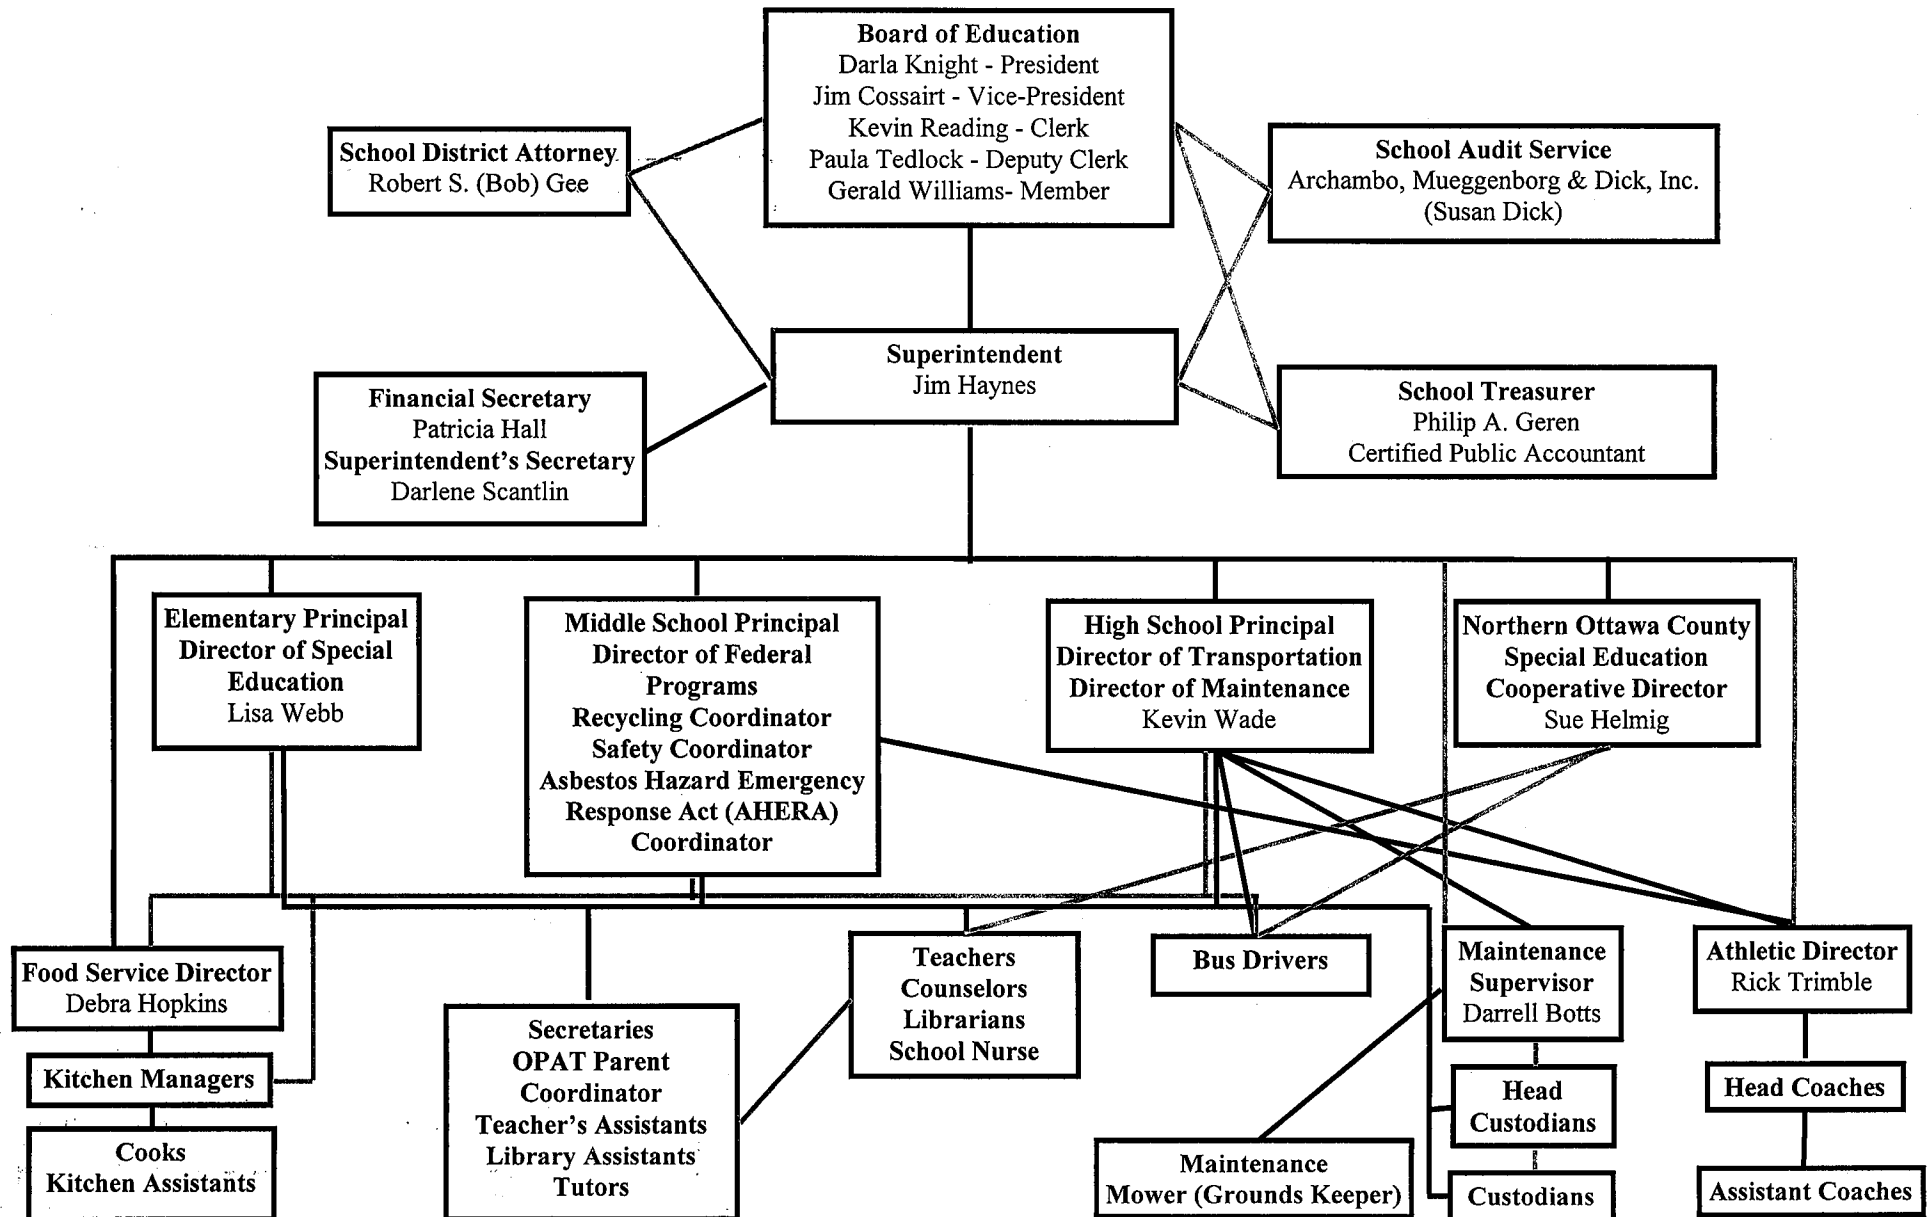 Board of Education
Darla Knight - President
Jim Cossairt - Vice-President
Kevin Reading - Clerk
Paula Tedlock - Deputy Clerk
Gerald Williams- Member
School District Attorney
Robert S. (Bob) Gee
School Audit Service
Archambo, Mueggenborg & Dick, Inc.
(Susan Dick)
Superintendent
Jim Haynes
Financial Secretary
Patricia Hall
Superintendent's Secretary
Darlene Scantlin
School Treasurer
Philip A. Geren
Certified Public Accountant
Elementary Principal
Director of Special
Education
Lisa Webb
Middle School Principal
Director of Federal
Programs
Recycling Coordinator
Safety Coordinator
Asbestos Hazard Emergency
Response Act (AHERA)
Coordinator
High School Principal
Director of Transportation
Director of Maintenance
Kevin Wade
Northern Ottawa County
Special Education
Cooperative Director
Sue Helmig
Food Service Director
Debra Hopkins
Kitchen Managers
Cooks
Kitchen Assistants
Secretaries
OPAT Parent
Coordinator
Teacher's Assistants
Library Assistants
Tutors
Teachers
Counselors
Librarians
School Nurse
Bus Drivers
Maintenance
Supervisor
Darrell Botts
Maintenance
Mower (Grounds Keeper)
Head
Custodians
Custodians
Athletic Director
Rick Trimble
Head Coaches
Assistant Coaches